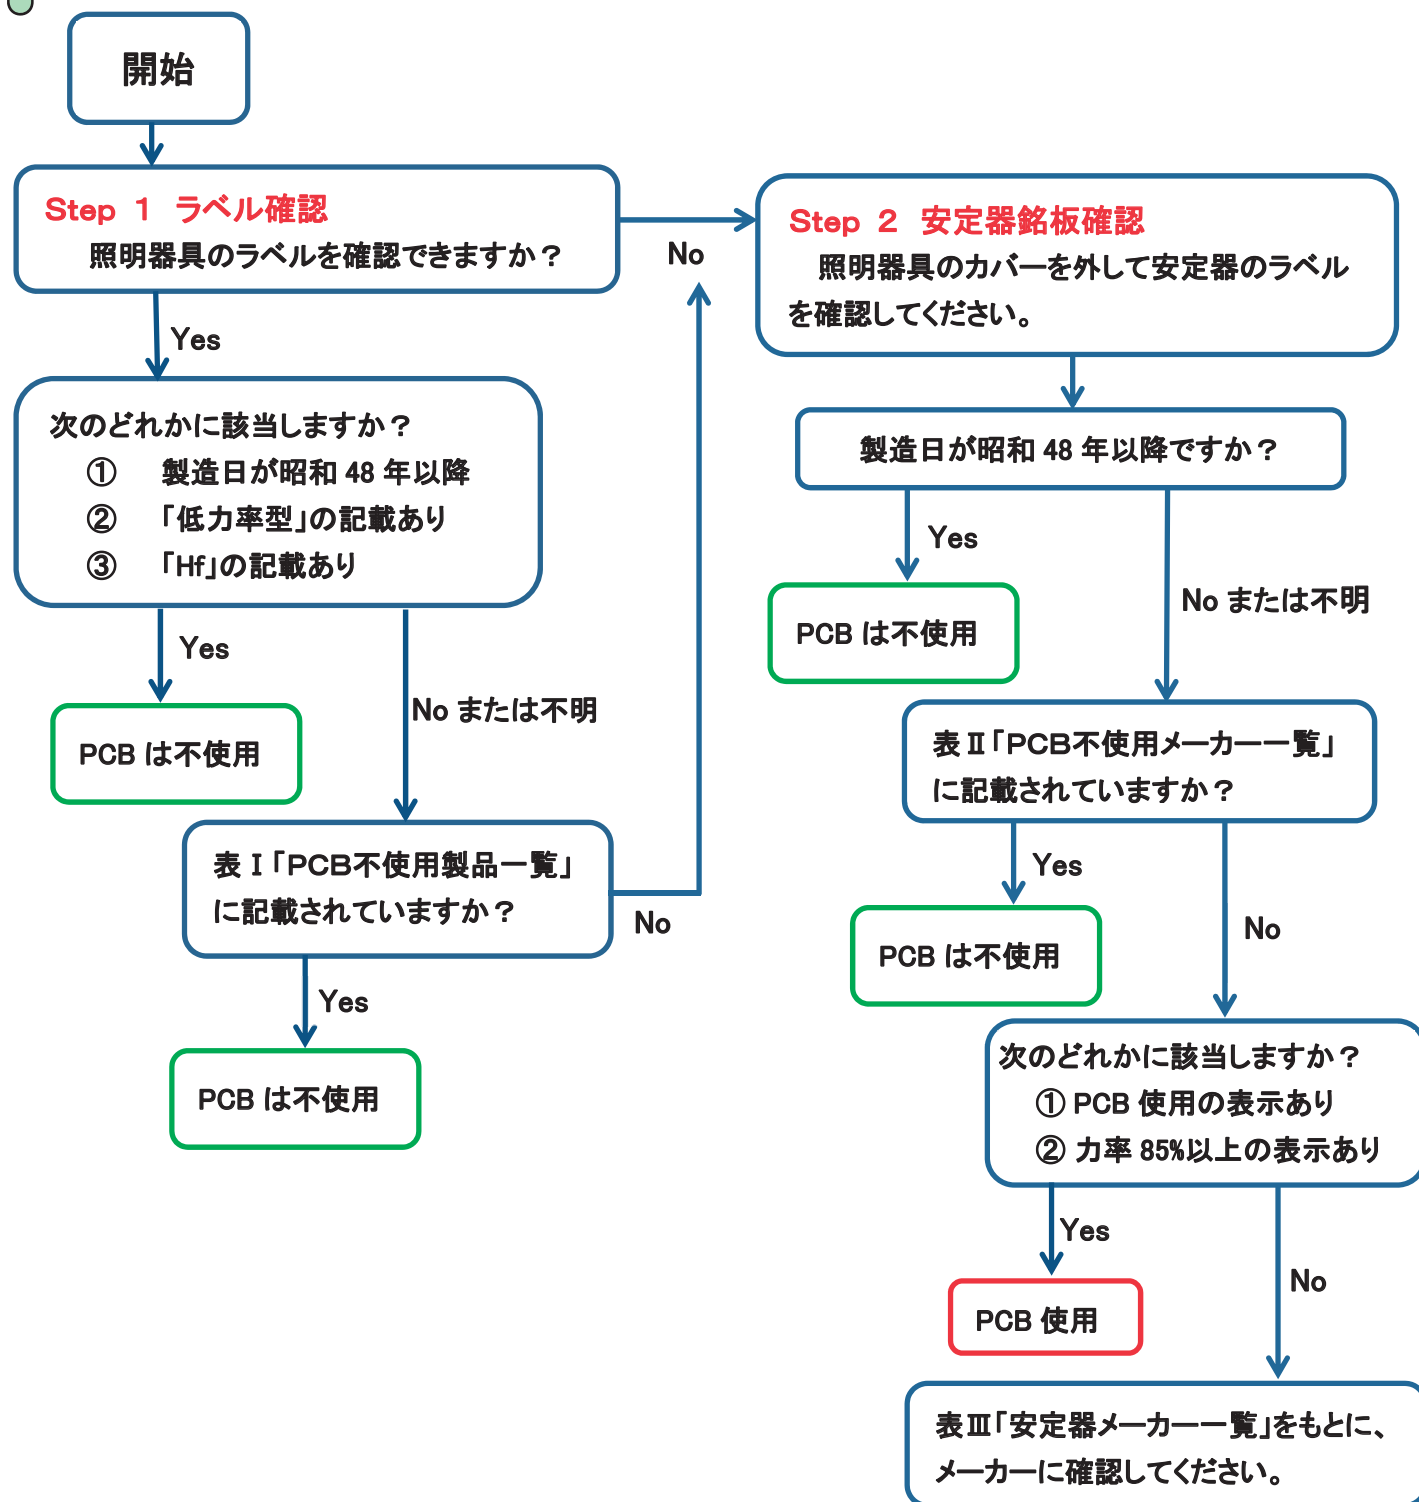 開始
Step 1 ラベル確認
照明器具のラベルを確認できますか？
Yes
No
次のどれかに該当しますか？
① 製造日が昭和 48 年以降
② 「低力率型」の記載あり
③ 「Hf」の記載あり
Yes
PCB は不使用
No または不明
表Ⅰ「PCB不使用製品一覧」
に記載されていますか？
No
Yes
PCB は不使用
Step 2 安定器銘板確認
照明器具のカバーを外して安定器のラベル
を確認してください。
製造日が昭和 48 年以降ですか？
Yes
PCB は不使用
No または不明
表Ⅱ「PCB不使用メーカー一覧」
に記載されていますか？
Yes
PCB は不使用
No
次のどれかに該当しますか？
① PCB 使用の表示あり
② 力率 85%以上の表示あり
Yes
PCB 使用
No
表Ⅲ「安定器メーカー一覧」をもとに、
メーカーに確認してください。